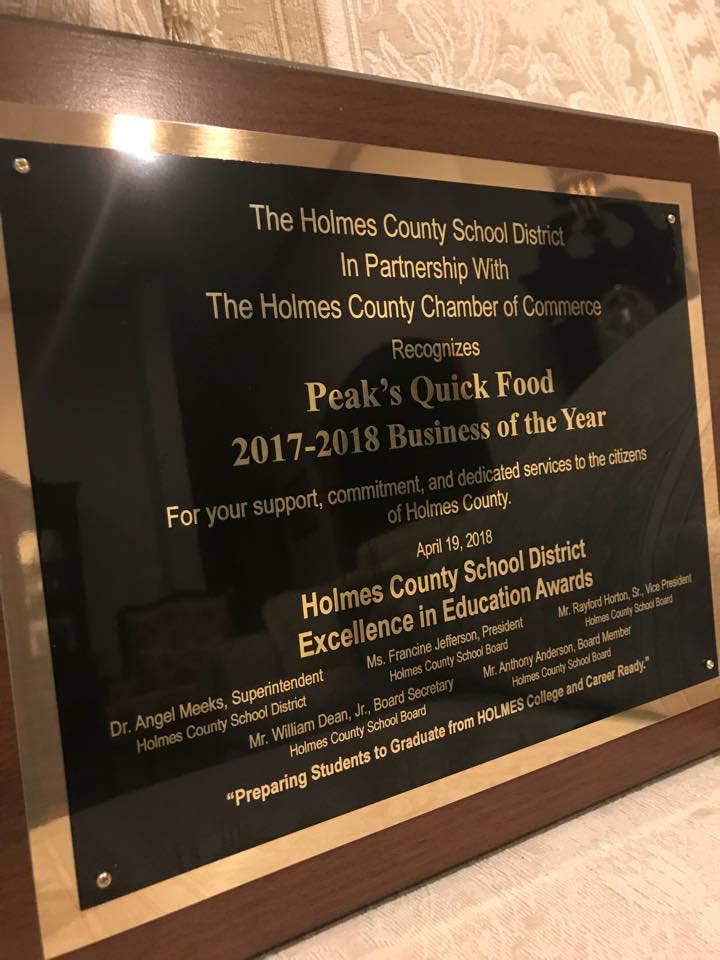 The Holmes County School District
In Partnership With
The Holmes County Chamber of Commerce
Recognizes
Peak's Quick Food
2017-2018 Business of the Year
For your support, commitment, and dedicated services to the citizens
of Holmes County.
April 19, 2018
Holmes County School District
Excellence in Education Awards
Dr. Angel Meeks, Superintendent
Holmes County School District
Ms. Francine Jefferson, President
Holmes County School Board
Mr. Rayford Horton, Sr., Vice President
Holmes County School Board
Mr. William Dean, Jr., Board Secretary
Holmes County School Board
Mr. Anthony Anderson, Board Member
Holmes County School Board
“Preparing Students to Graduate from HOLMES College and Career Ready.”